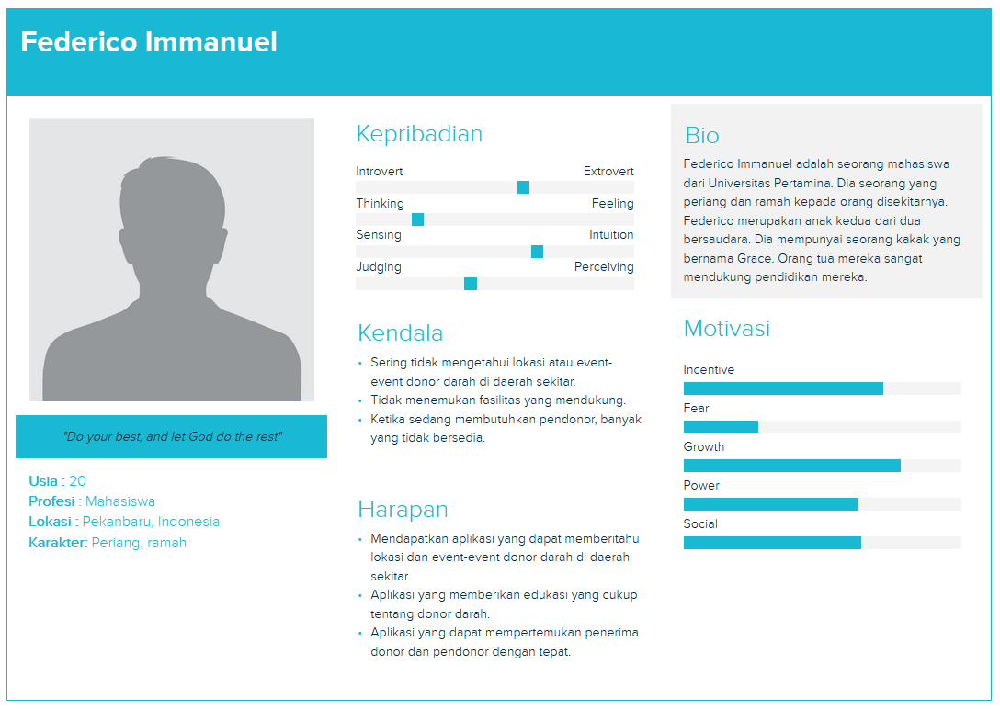 Federico Immanuel
"Do your best, and let God do the rest"
Usia : 20
Profesi : Mahasiswa
Lokasi : Pekanbaru, Indonesia
Karakter: Periang, ramah
Kepribadian
Introvert Extrovert
Thinking Feeling
Sensing Intuition
Judging Perceiving
Kendala
• Sering tidak mengetahui lokasi atau event-
event donor darah di daerah sekitar.
• Tidak menemukan fasilitas yang mendukung.
• Ketika sedang membutuhkan pendonor, banyak
yang tidak bersedia.
Harapan
• Mendapatkan aplikasi yang dapat memberitahu
lokasi dan event-event donor darah di daerah
sekitar.
• Aplikasi yang memberikan edukasi yang cukup
tentang donor darah.
• Aplikasi yang dapat mempertemukan penerima
donor dan pendonor dengan tepat.
Bio
Federico Immanuel adalah seorang mahasiswa
dari Universitas Pertamina. Dia seorang yang
periang dan ramah kepada orang disekitarnya.
Federico merupakan anak kedua dari dua
bersaudara. Dia mempunyai seorang kakak yang
bernama Grace. Orang tua mereka sangat
mendukung pendidikan mereka.
Motivasi
Incentive
Fear
Growth
Power
Social